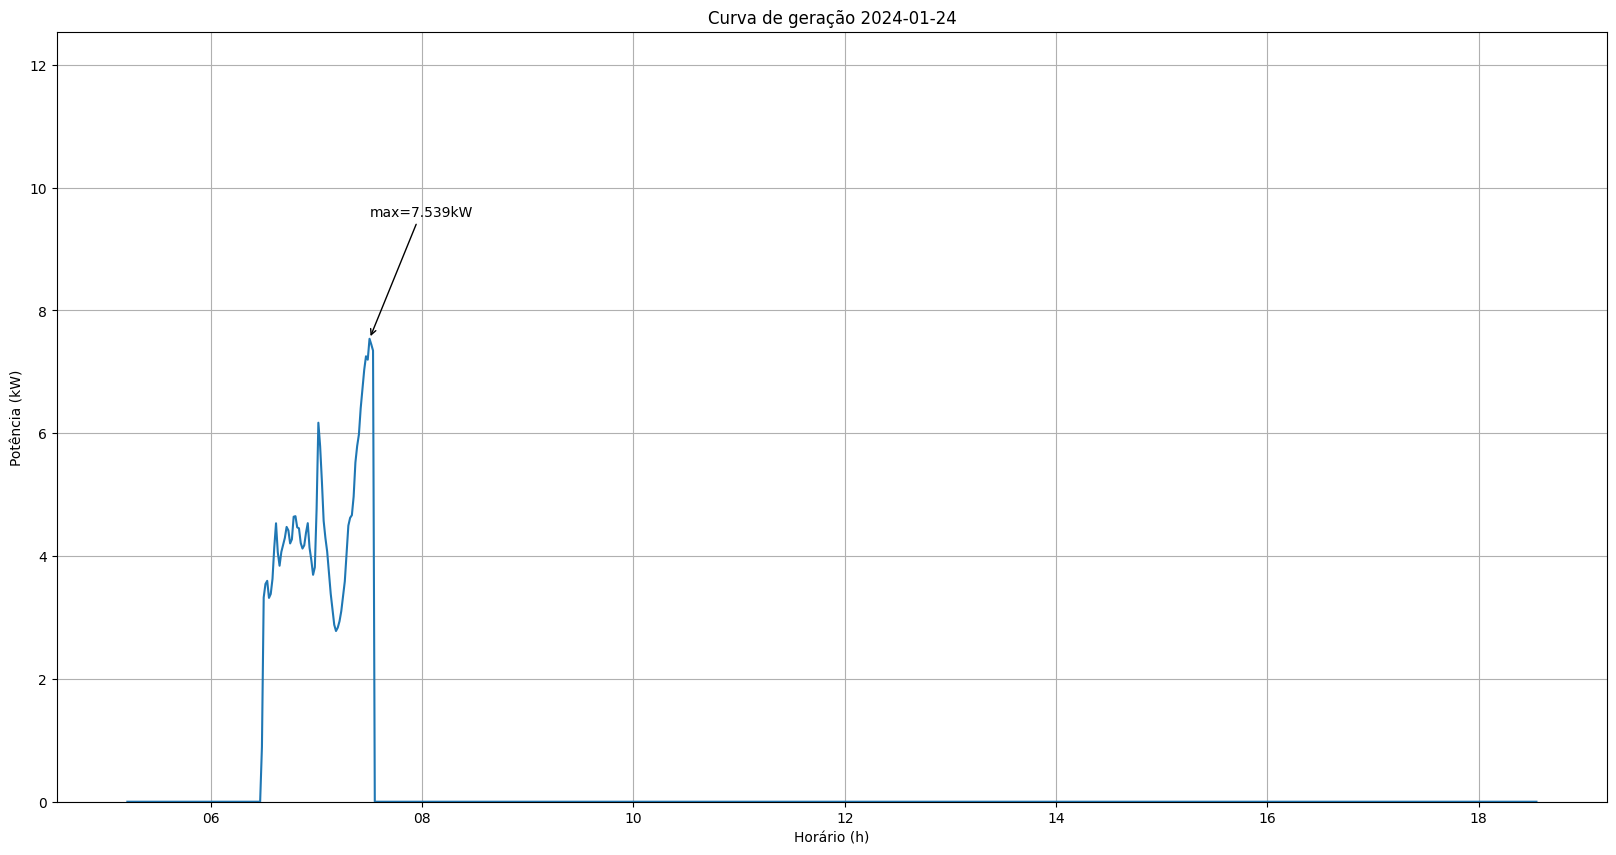 Curva de geração 2024-01-24
12
10
max=7.539kW
8
6
Potência (kW)
4
2
0
06 08 10 12 14 16 18
Horário (h)